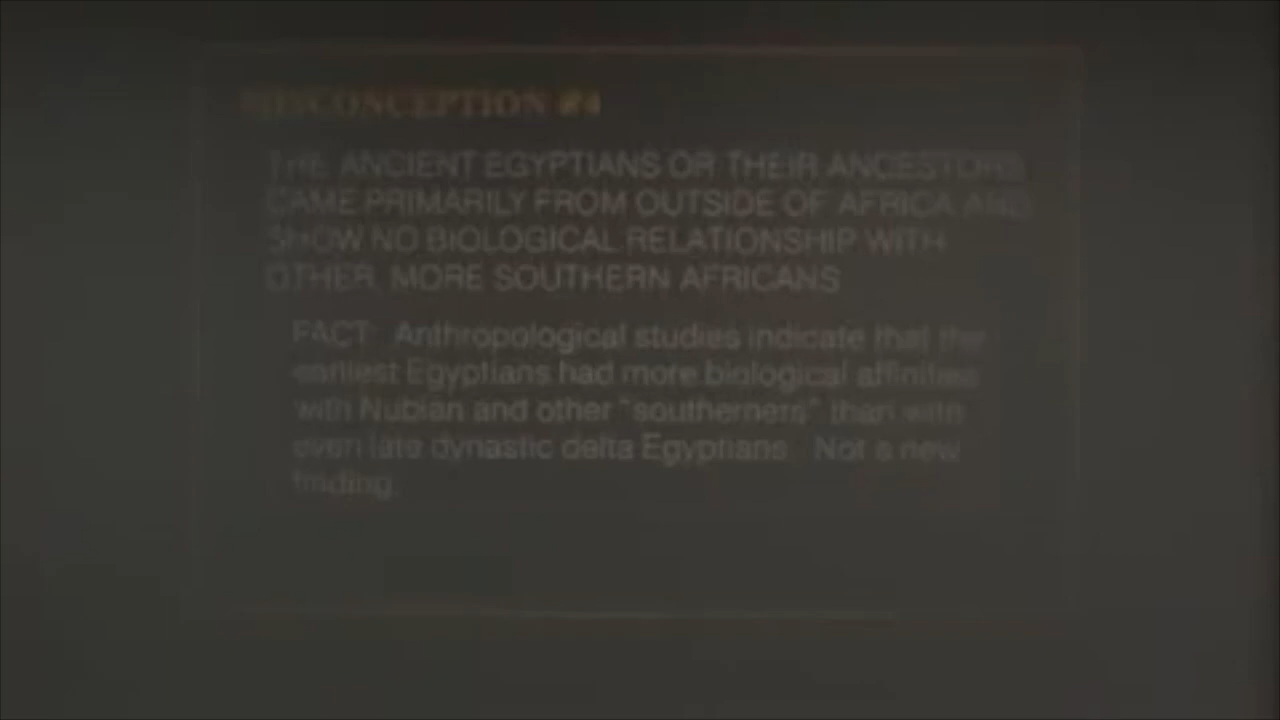 MISCONCEPTION #4
THE ANCIENT EGYPTIANS OR THEIR ANCESTORS
CAME PRIMARILY FROM OUTSIDE OF AFRICA AND
SHOW NO BIOLOGICAL RELATIONSHIP WITH
OTHER, MORE SOUTHERN AFRICANS
FACT: Anthropological studies indicate that the
earliest Egyptians had more biological affinities
with Nubian and other "southerners" than with
even late dynastic delta Egyptians. Not a new
finding.